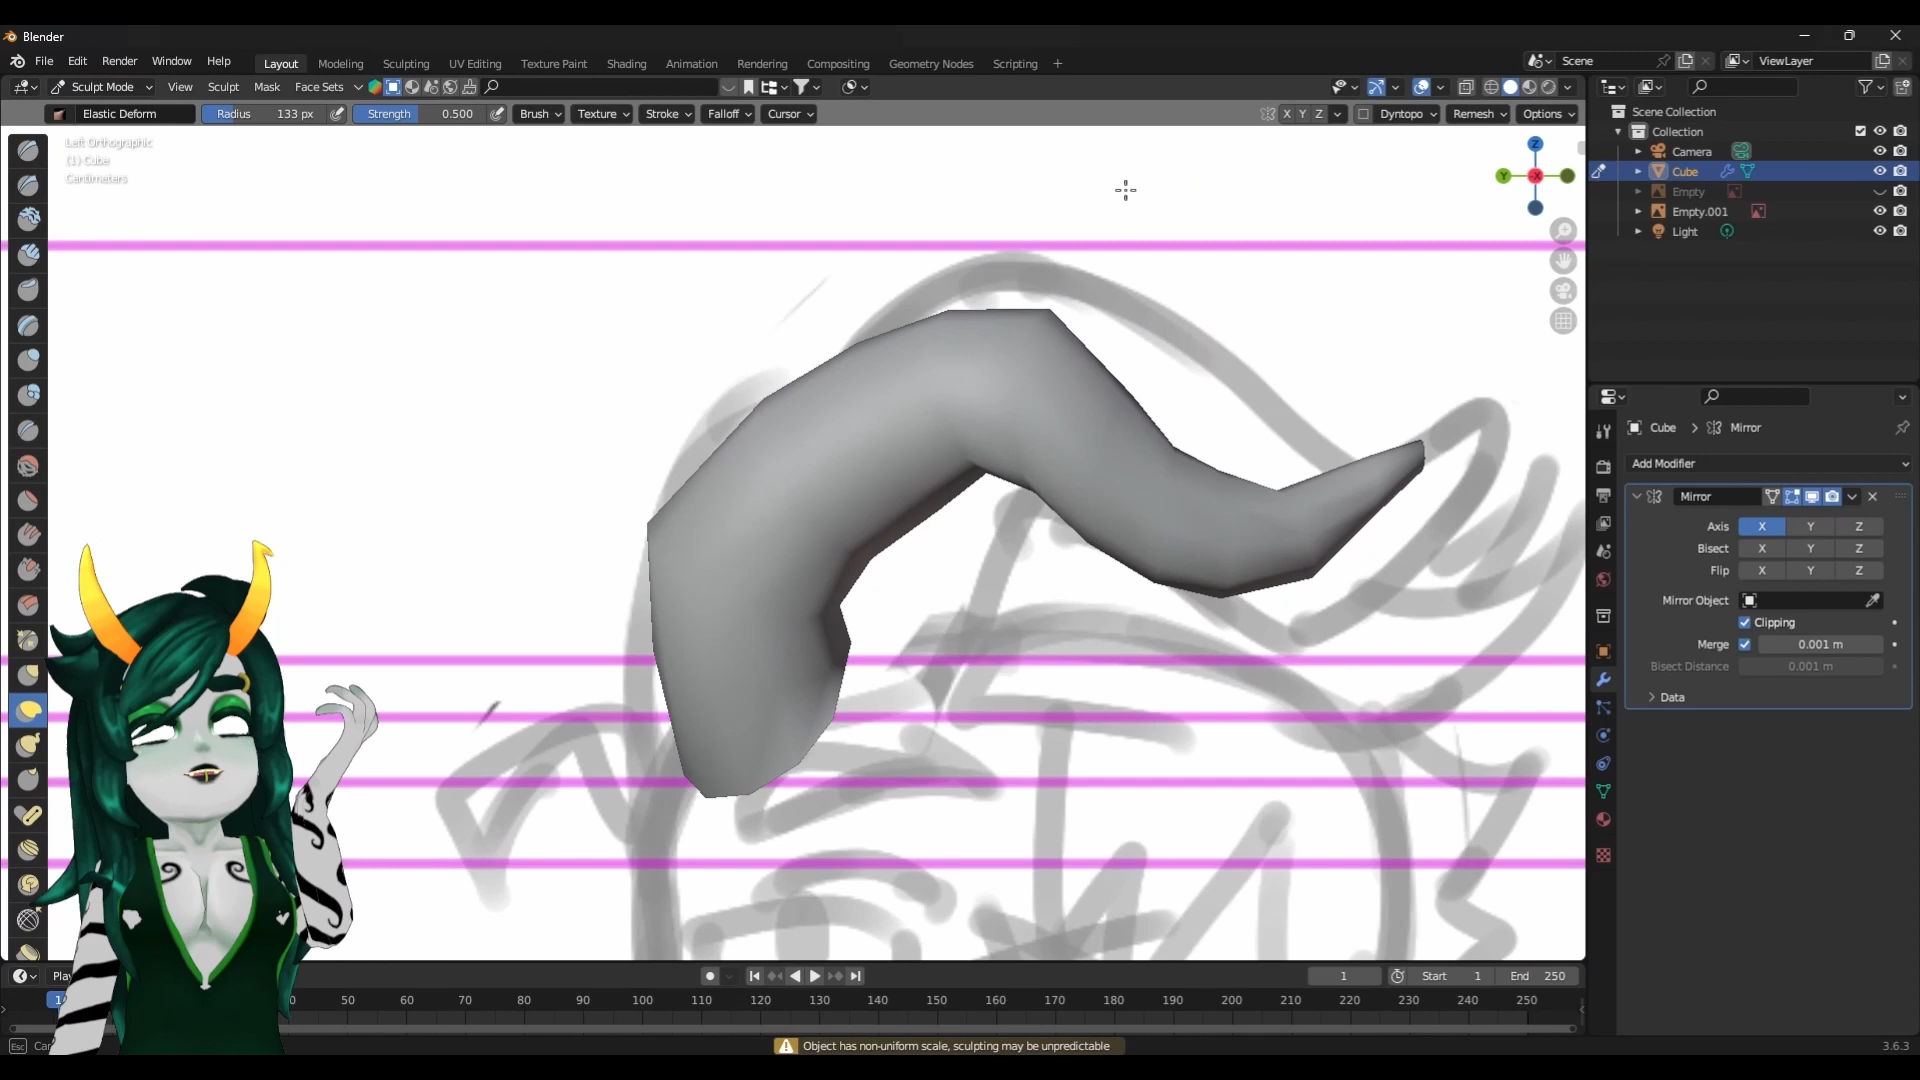 Blender
File Edit Render Window Help Layout Modeling Sculpting UV Editing Texture Paint Shading Animation Rendering Compositing Geometry Nodes Scripting + Scene ViewLayer
Sculpt Mode View Sculpt Mask Face Sets
Elastic Deform Radius 133 px Strength 0.500 Brush Texture Stroke Falloff Cursor X Y Z Dyntopo Remesh Options
Left Orthographic
(1) Cube
Centimeters
Z
Y X
Scene Collection
Collection
Camera
Cube
Empty
Empty.001
Light
Cube > Mirror
Add Modifier
Mirror
Axis X Y Z
Bisect X Y Z
Flip X Y Z
Mirror Object
Clipping
Merge 0.001 m
Bisect Distance 0.001 m
Data
1 Start 1 End 250
50 60 70 80 90 100 110 120 130 140 150 160 170 180 190 200 210 220 230 240 250
Esc
Object has non-uniform scale, sculpting may be unpredictable
3.6.3